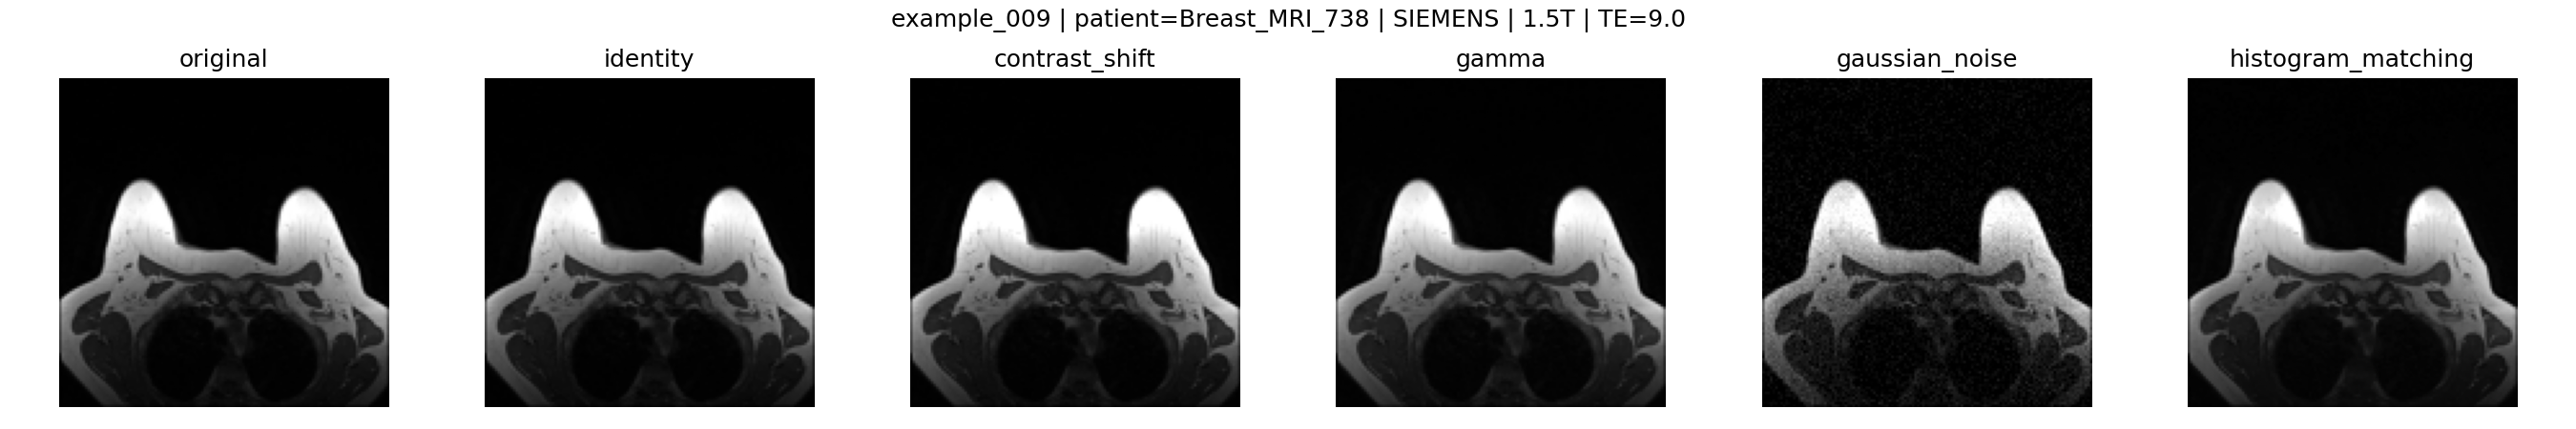 example_009 | patient=Breast_MRI_738 | SIEMENS | 1.5T | TE=9.0
original
identity
contrast_shift
gamma
gaussian_noise
histogram_matching